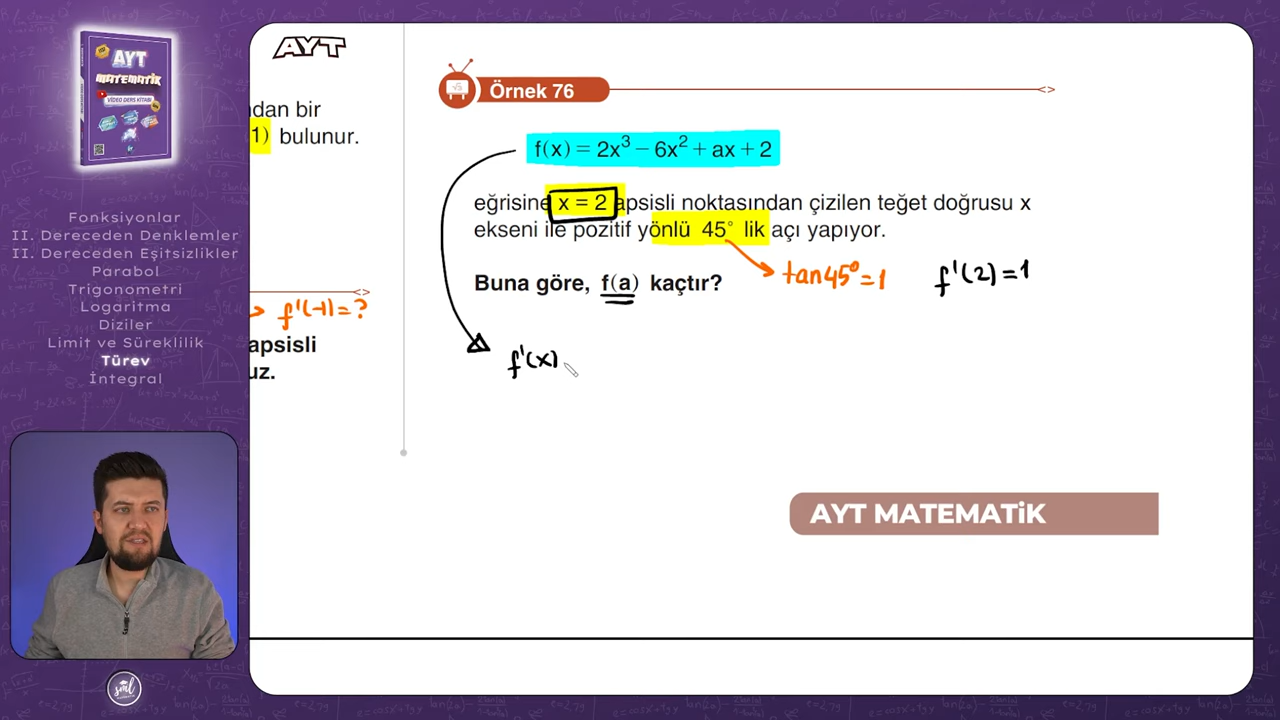 AYT
MATEMATİK
VİDEO DERS KİTABI
Fonksiyonlar
II. Dereceden Denklemler
II. Dereceden Eşitsizlikler
Parabol
Trigonometri
Logaritma
Diziler
Limit ve Süreklilik
Türev
İntegral
sml
AYT
ndan bir
1) bulunur.
f'(-1)=?
apsisli
uz.
Örnek 76
f(x) = 2x³ − 6x² + ax + 2
eğrisine x = 2 apsisli noktasından çizilen teğet doğrusu x
ekseni ile pozitif yönlü 45° lik açı yapıyor.
tan45°=1 f'(2)=1
Buna göre, f(a) kaçtır?
f'(x)
AYT MATEMATİK